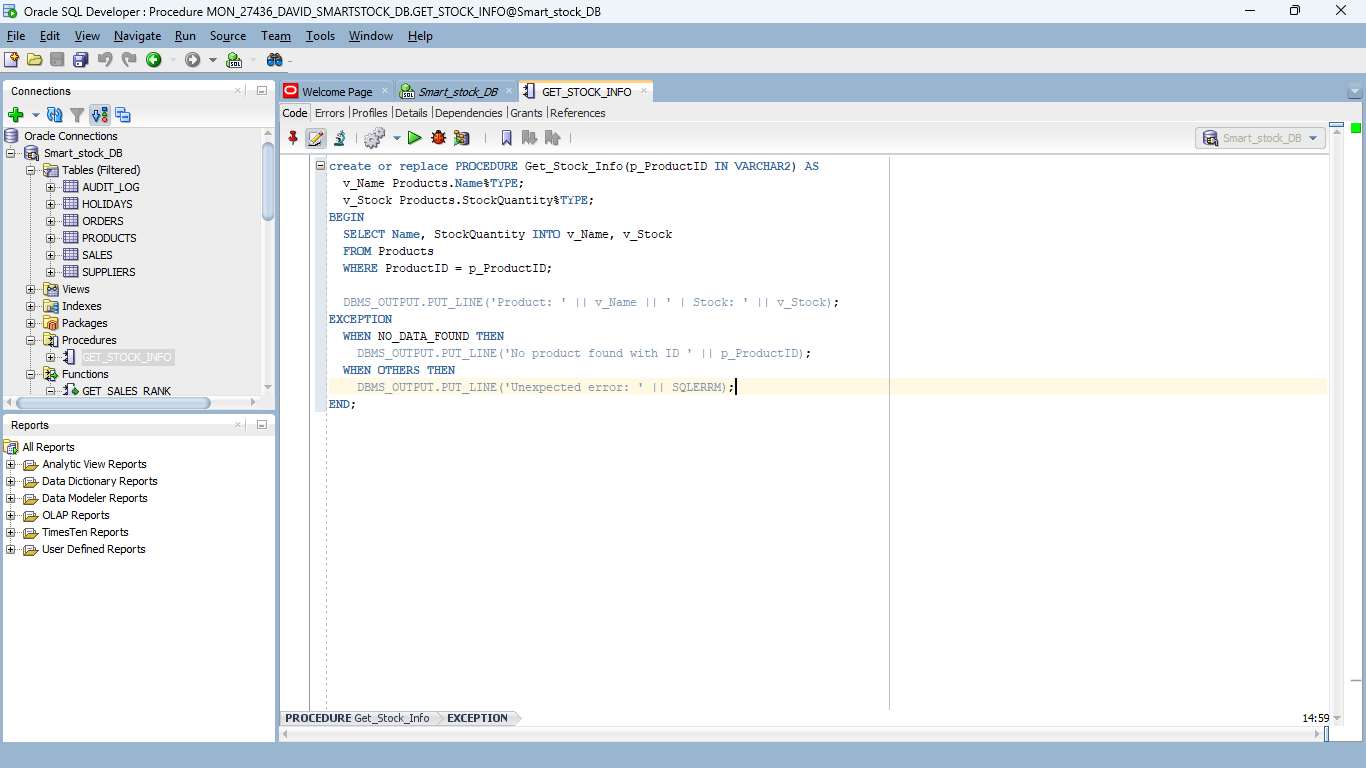 Oracle SQL Developer : Procedure MON_27436_DAVID_SMARTSTOCK_DB.GET_STOCK_INFO@Smart_stock_DB
File Edit View Navigate Run Source Team Tools Window Help
Connections
Oracle Connections
Smart_stock_DB
Tables (Filtered)
AUDIT_LOG
HOLIDAYS
ORDERS
PRODUCTS
SALES
SUPPLIERS
Views
Indexes
Packages
Procedures
GET_STOCK_INFO
Functions
GET_SALES_RANK
Reports
All Reports
Analytic View Reports
Data Dictionary Reports
Data Modeler Reports
OLAP Reports
TimesTen Reports
User Defined Reports
Welcome Page Smart_stock_DB GET_STOCK_INFO
Code Errors Profiles Details Dependencies Grants References
Smart_stock_DB
create or replace PROCEDURE Get_Stock_Info(p_ProductID IN VARCHAR2) AS
v_Name Products.Name%TYPE;
v_Stock Products.StockQuantity%TYPE;
BEGIN
SELECT Name, StockQuantity INTO v_Name, v_Stock
FROM Products
WHERE ProductID = p_ProductID;
DBMS_OUTPUT.PUT_LINE('Product: ' || v_Name || ' | Stock: ' || v_Stock);
EXCEPTION
WHEN NO_DATA_FOUND THEN
DBMS_OUTPUT.PUT_LINE('No product found with ID ' || p_ProductID);
WHEN OTHERS THEN
DBMS_OUTPUT.PUT_LINE('Unexpected error: ' || SQLERRM);
END;
PROCEDURE Get_Stock_Info EXCEPTION
14:59